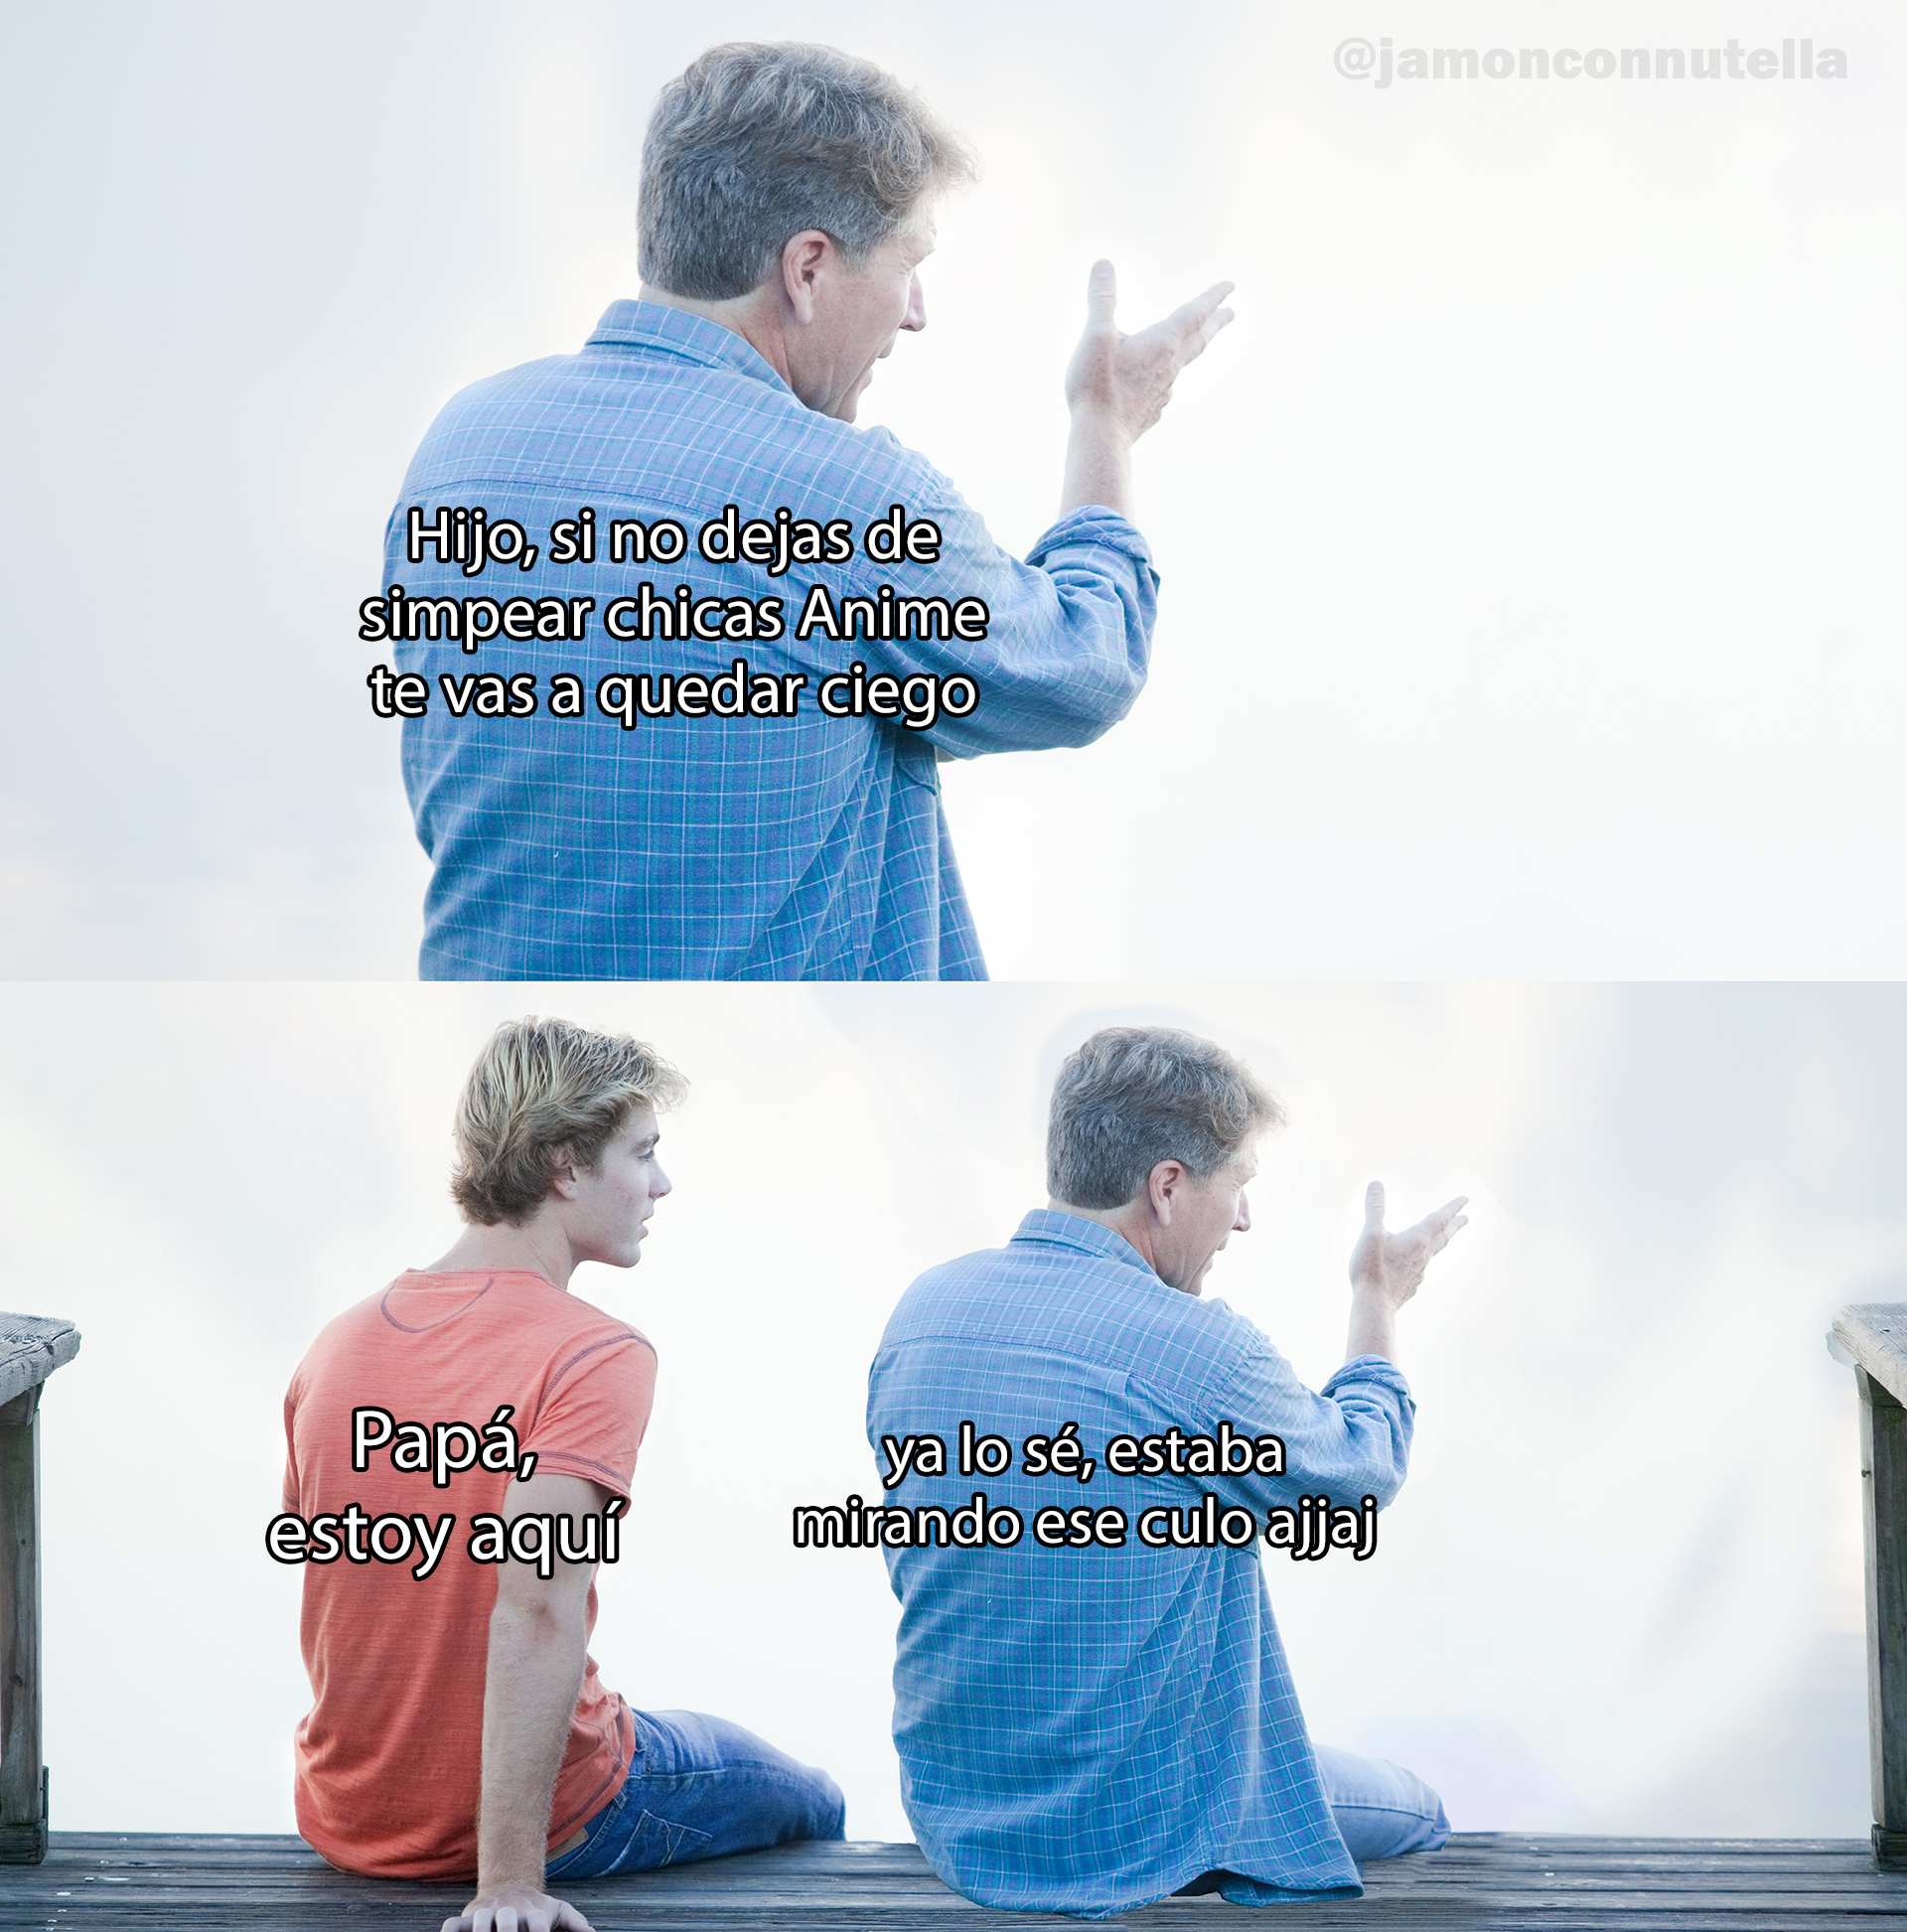 @jamonconnutella
Hijo, si no dejas de
simpear chicas Anime
te vas a quedar ciego
Papá,
estoy aquí
ya lo sé, estaba
mirando ese culo ajjaj